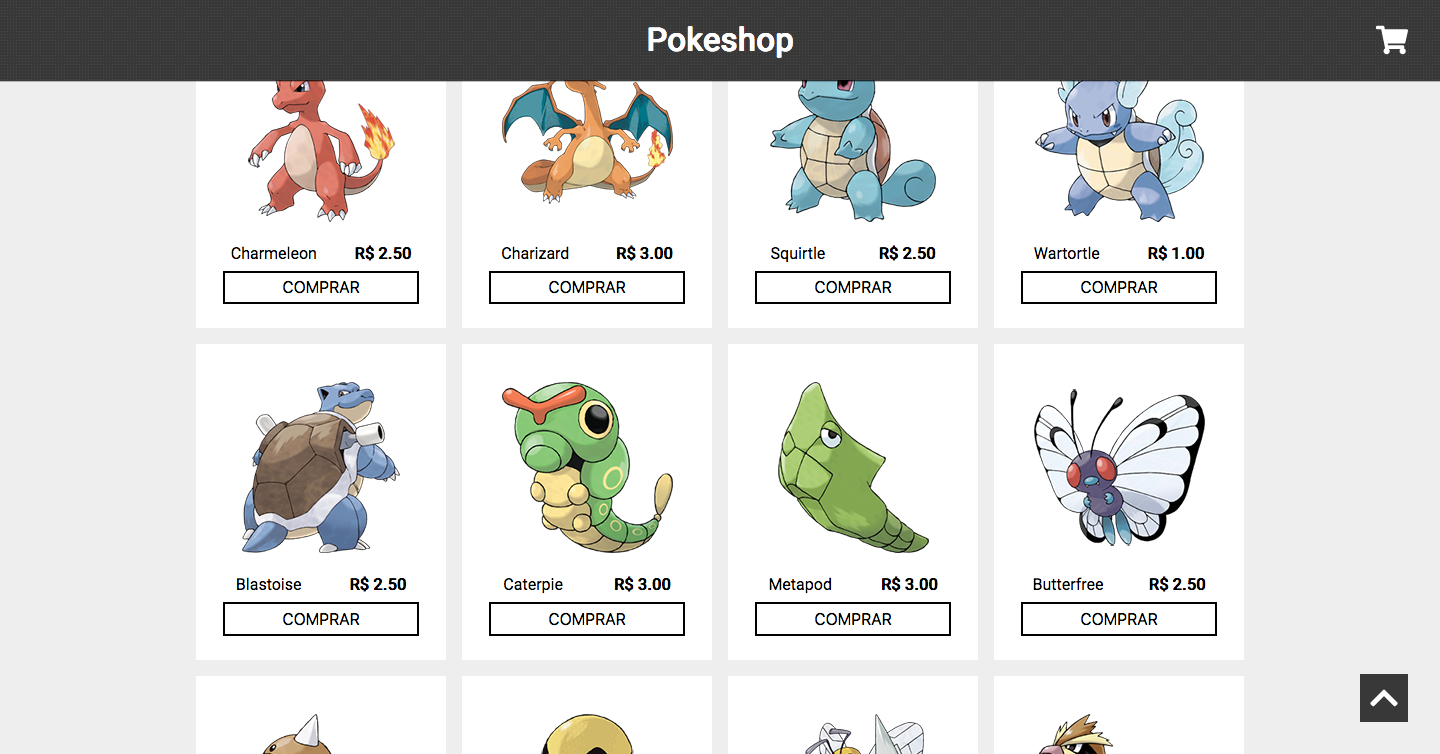 Pokeshop
Charmeleon R$ 2.50
Charizard R$ 3.00
Squirtle R$ 2.50
Wartortle R$ 1.00
COMPRAR
COMPRAR
COMPRAR
COMPRAR
Blastoise R$ 2.50
Caterpie R$ 3.00
Metapod R$ 3.00
Butterfree R$ 2.50
COMPRAR
COMPRAR
COMPRAR
COMPRAR